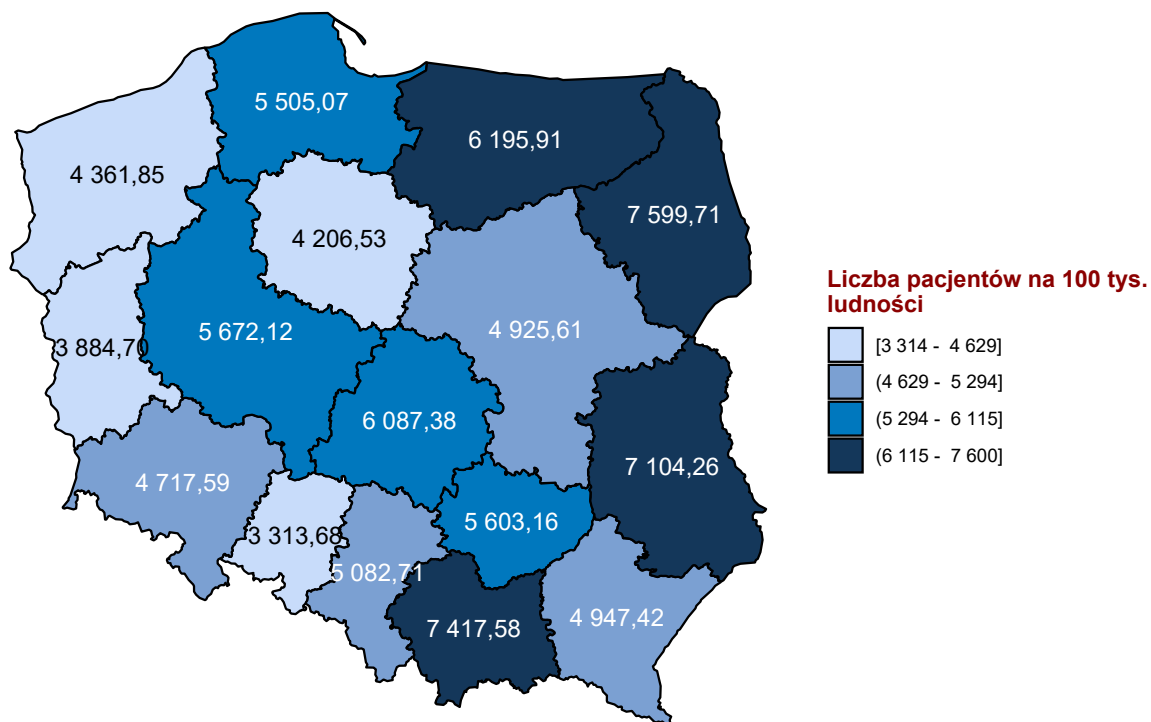 5 505,07
6 195,91
4 361,85
7 599,71
4 206,53
Liczba pacjentów na 100 tys.
ludności
5 672,12
4 925,61
3 884,70
[3 314 - 4 629]
(4 629 - 5 294]
(5 294 - 6 115]
(6 115 - 7 600]
6 087,38
7 104,26
4 717,59
5 603,16
3 313,68
5 082,71
7 417,58
4 947,42